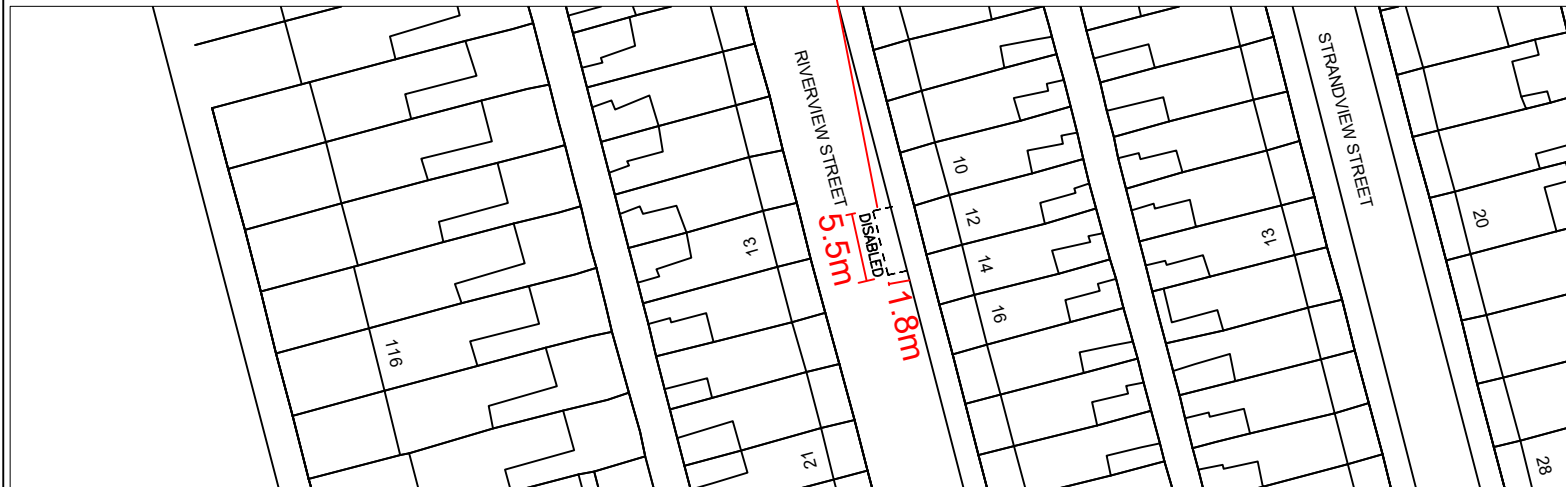 RIVERVIEW STREET
STRANDVIEW STREET
DISABLED
5.5m
1.8m
10
12
14
16
13
13
20
116
21
28